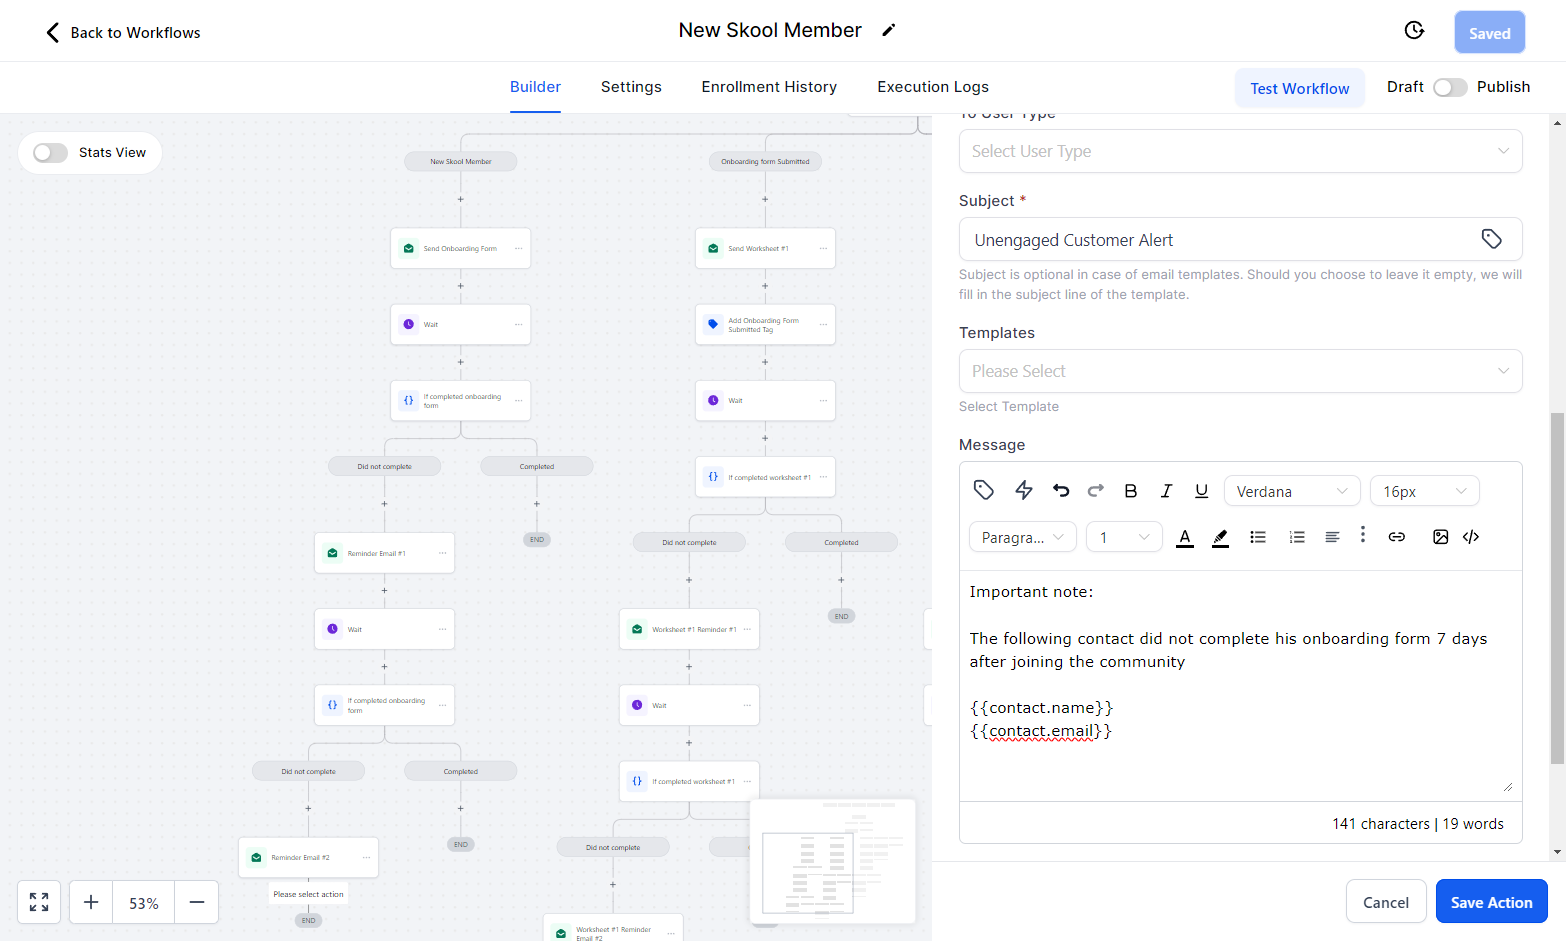 Back to Workflows
New Skool Member
Saved
Builder
Settings
Enrollment History
Execution Logs
Test Workflow
Draft
Publish
Stats View
New Skool Member
Send Onboarding Form
Wait
If completed onboarding
form
Did not complete
Completed
END
Reminder Email #1
Wait
If completed onboarding
form
Did not complete
Completed
END
Reminder Email #2
Please select action
END
Onboarding form Submitted
Send Worksheet #1
Add Onboarding Form
Submitted Tag
Wait
If completed worksheet #1
Did not complete
Completed
END
Worksheet #1 Reminder #1
Wait
If completed worksheet #1
Did not complete
Worksheet #1 Reminder
Email #2
53%
To User Type
Select User Type
Subject *
Unengaged Customer Alert
Subject is optional in case of email templates. Should you choose to leave it empty, we will
fill in the subject line of the template.
Templates
Please Select
Select Template
Message
B I U Verdana 16px
Paragra... 1 A
Important note:
The following contact did not complete his onboarding form 7 days
after joining the community
{{contact.name}}
{{contact.email}}
141 characters | 19 words
Cancel
Save Action